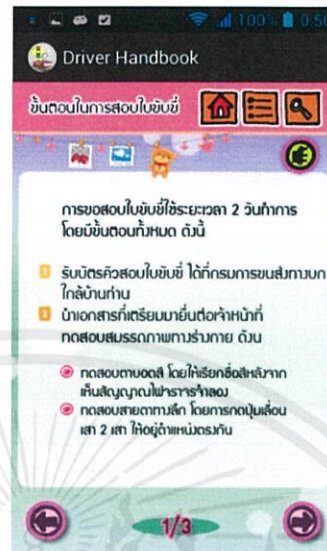 100% 0:50
Driver Handbook
ขั้นตอนในการสอบใบขับขี่
การขอสอบใบขับขี่ใช้ระยะเวลา 2 วันทำการ
โดยมีขั้นตอนทั้งหมด ดังนี้
1 รับบัตรคิวสอบใบขับขี่ ได้ที่กรมการขนส่งทางบก
ใกล้บ้านท่าน
2 นำเอกสารที่เตรียมมายื่นต่อเจ้าหน้าที่
ทดสอบสมรรถภาพทางร่างกาย ดังน
ทดสอบตาบอดสี โดยให้เรียกชื่อสีหลังจาก
เห็นสัญญาณไฟจราจรจำลอง
ทดสอบสายตาทางลึก โดยการกดปุ่มเลื่อน
เสา 2 เสา ให้อยู่ตำแหน่งตรงกัน
1/3